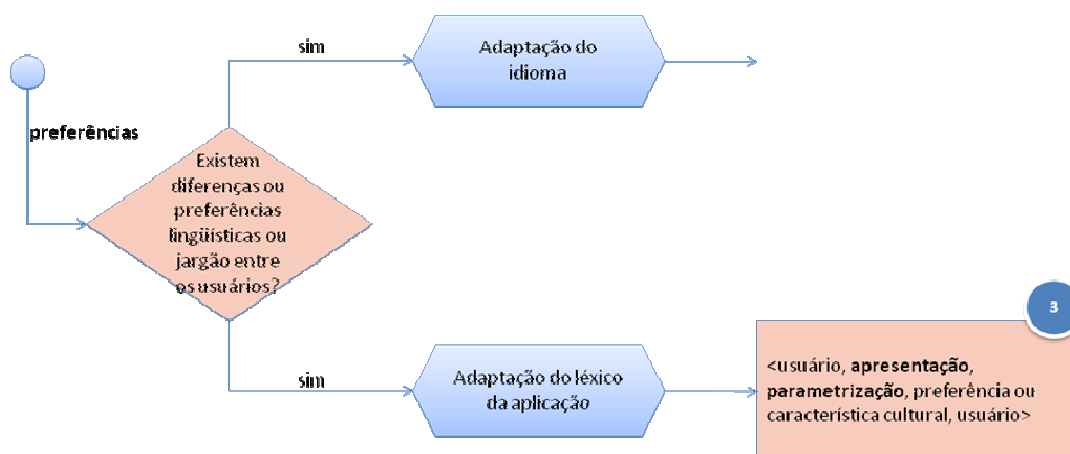 sim
Adaptação do
idioma
preferências
Existem
diferenças ou
preferências
lingüísticas ou
jargão entre
os usuários?
sim
Adaptação do léxico
da aplicação
3
<usuário, apresentação,
parametrização, preferência ou
característica cultural, usuário>